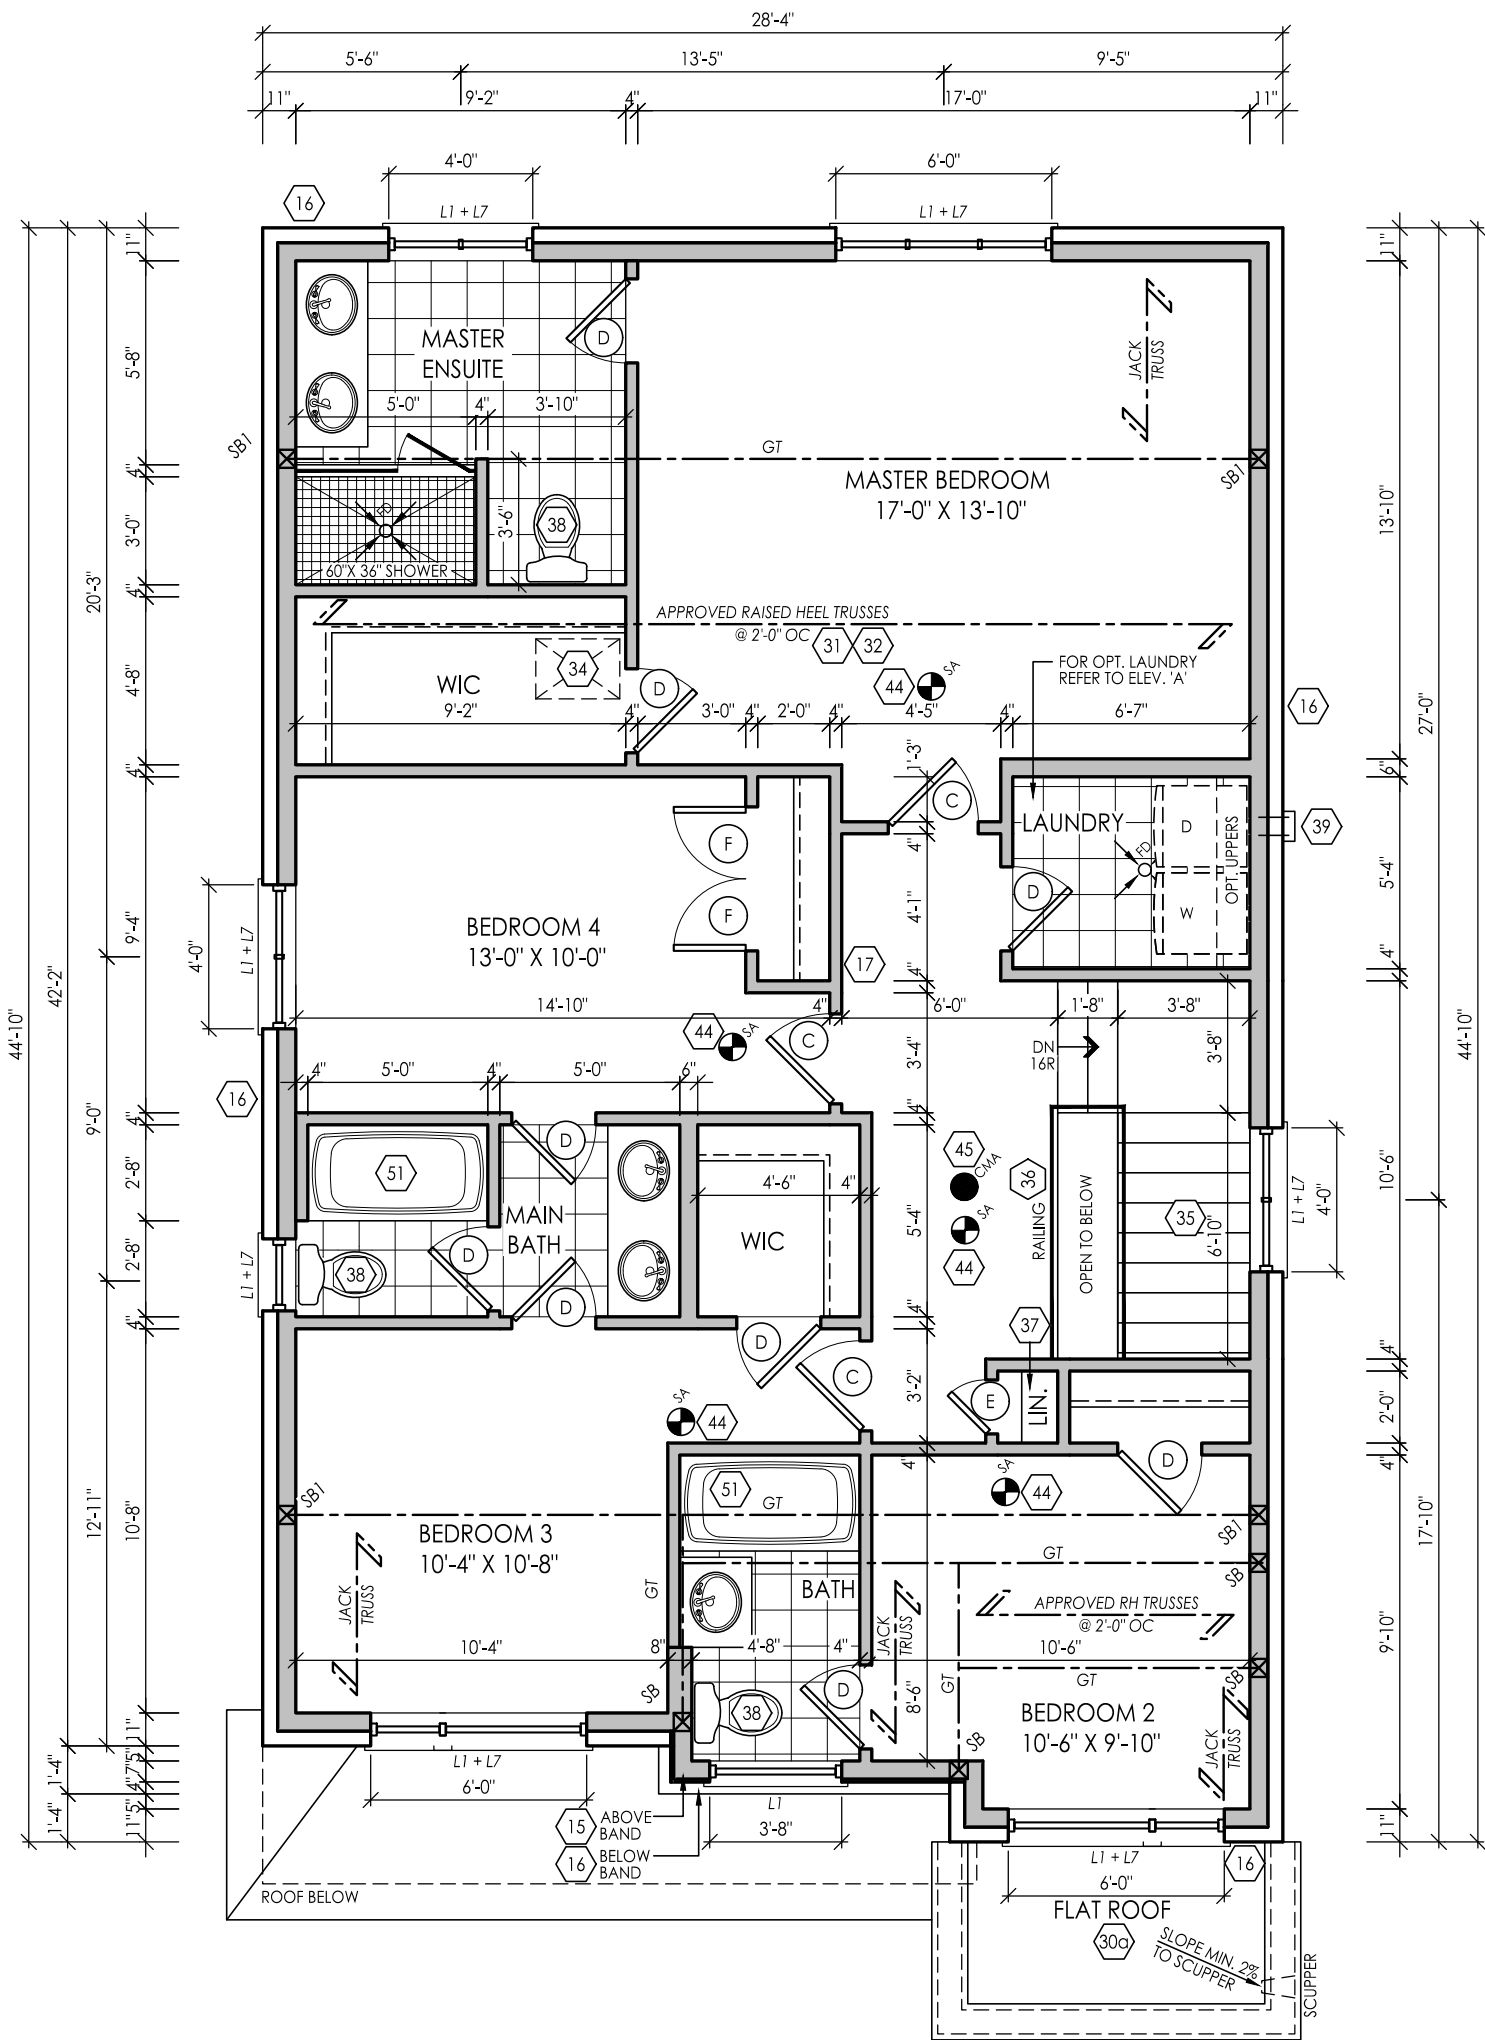 28'-4"
5'-6" 13'-5" 9'-5"
11" 9'-2" 4" 17'-0" 11"
4'-0" 6'-0"
16
L1 + L7 L1 + L7
11" 11"
MASTER
ENSUITE
D
JACK
TRUSS
5'-8"
5'-0" 4" 3'-10"
SB1 GT SB1
MASTER BEDROOM
17'-0" X 13'-10"
4"
3'-0"
FD
3'-6"
38
13'-10"
60"X 36" SHOWER
4"
20'-3"
APPROVED RAISED HEEL TRUSSES
@ 2'-0" OC
31 32
34
44 SA
FOR OPT. LAUNDRY
REFER TO ELEV. 'A'
4'-8"
WIC
D
16
27'-0"
9'-2" 4" 3'-0" 4" 2'-0" 4" 4'-5" 4" 6'-7"
4" 1'-3" 6"
C
LAUNDRY
D
FD
W
OPT. UPPERS
39
F
F
4"
4'-1"
D
5'-4"
9'-4"
4'-0"
L1 + L7
BEDROOM 4
13'-0" X 10'-0"
17
4" 4"
44'-10" 42'-2" 44'-10"
14'-10" 4" 6'-0" 1'-8" 3'-8"
44 SA
C
3'-4"
DN
16R
3'-8"
16
9'-0"
4" 5'-0" 4" 5'-0" 6"
4" 4"
D
51
2'-8"
MAIN
BATH
4'-6" 4"
WIC
45 CMA
SA
44
5'-4"
36
RAILING
OPEN TO BELOW
35
6'-10"
L1 + L7
4'-0"
10'-6"
2'-8"
L1 + L7
38
D
D
4" 4"
37
D
C
3'-2"
E
LIN.
4"
2'-0"
4"
SA
44
4"
D
51
SA
44
SB1 GT SB1
12'-11"
10'-8"
BEDROOM 3
10'-4" X 10'-8"
17'-10"
GT
SB
GT
BATH
JACK
TRUSS
JACK
TRUSS
APPROVED RH TRUSSES
@ 2'-0" OC
9'-10"
10'-4" 8" 4'-8" 4" 10'-6"
GT
SB
GT
SB
D
8'-6"
38
BEDROOM 2
10'-6" X 9'-10"
SB
JACK
TRUSS
11"
7"5"
4"
11"5"
1'-4"
1'-4"
L1 + L7
6'-0"
L1
3'-8"
15 ABOVE
BAND
16 BELOW
BAND
11"
L1 + L7
6'-0"
16
ROOF BELOW
FLAT ROOF
30a
SLOPE MIN. 2%
TO SCUPPER
SCUPPER